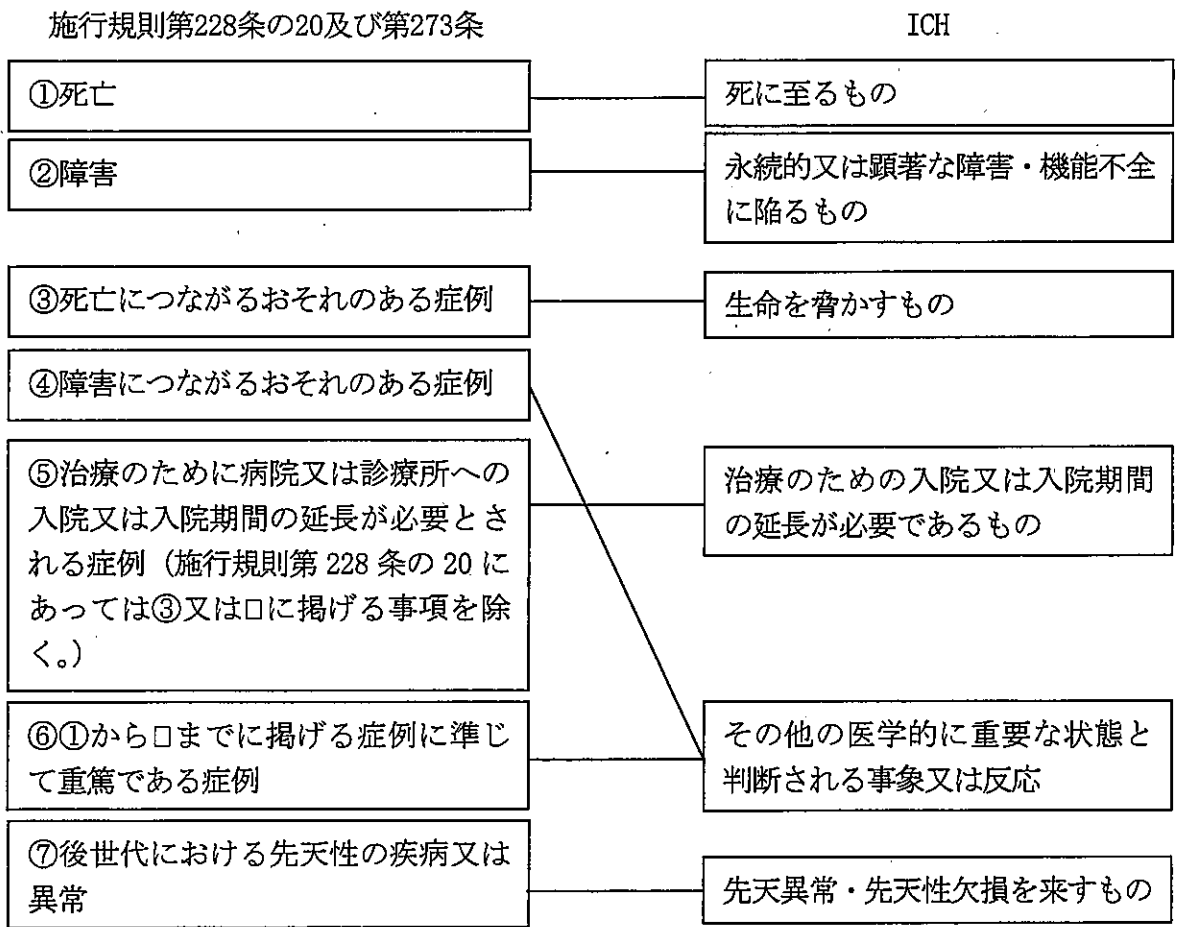 施行規則第228条の20及び第273条
ICH
①死亡
死に至るもの
②障害
永続的又は顕著な障害・機能不全
に陥るもの
③死亡につながるおそれのある症例
生命を脅かすもの
④障害につながるおそれのある症例
⑤治療のために病院又は診療所への
入院又は入院期間の延長が必要とさ
れる症例(施行規則第 228 条の 20 に
あっては③又は□に掲げる事項を除
く。)
治療のための入院又は入院期間
の延長が必要であるもの
⑥①から□までに掲げる症例に準じ
て重篤である症例
その他の医学的に重要な状態と
判断される事象又は反応
⑦後世代における先天性の疾病又は
異常
先天異常・先天性欠損を来すもの